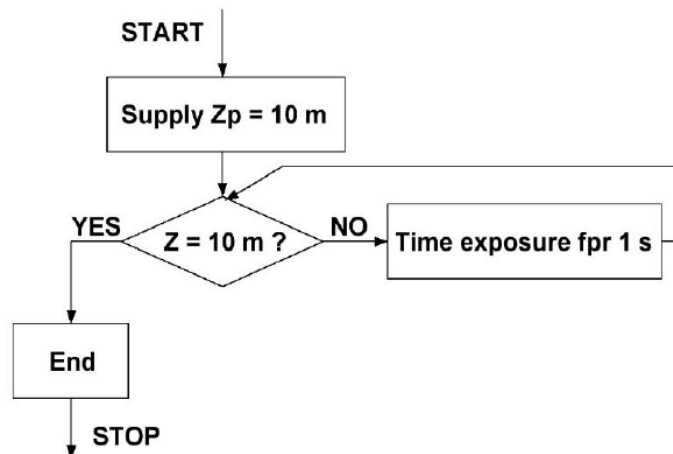 START
Supply Zp = 10 m
YES
Z = 10 m ?
NO
Time exposure fpr 1 s
End
STOP